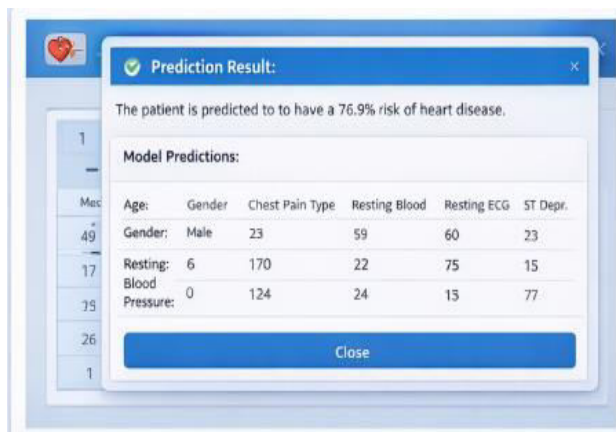 Prediction Result: ×
The patient is predicted to to have a 76.9% risk of heart disease.
Model Predictions:
Age: Gender Chest Pain Type Resting Blood Resting ECG ST Depr.
Gender: Male 23 59 60 23
Resting: 6 170 22 75 15
Blood
Pressure: 0 124 24 15 77
Close
1
Med
49
17
26
1